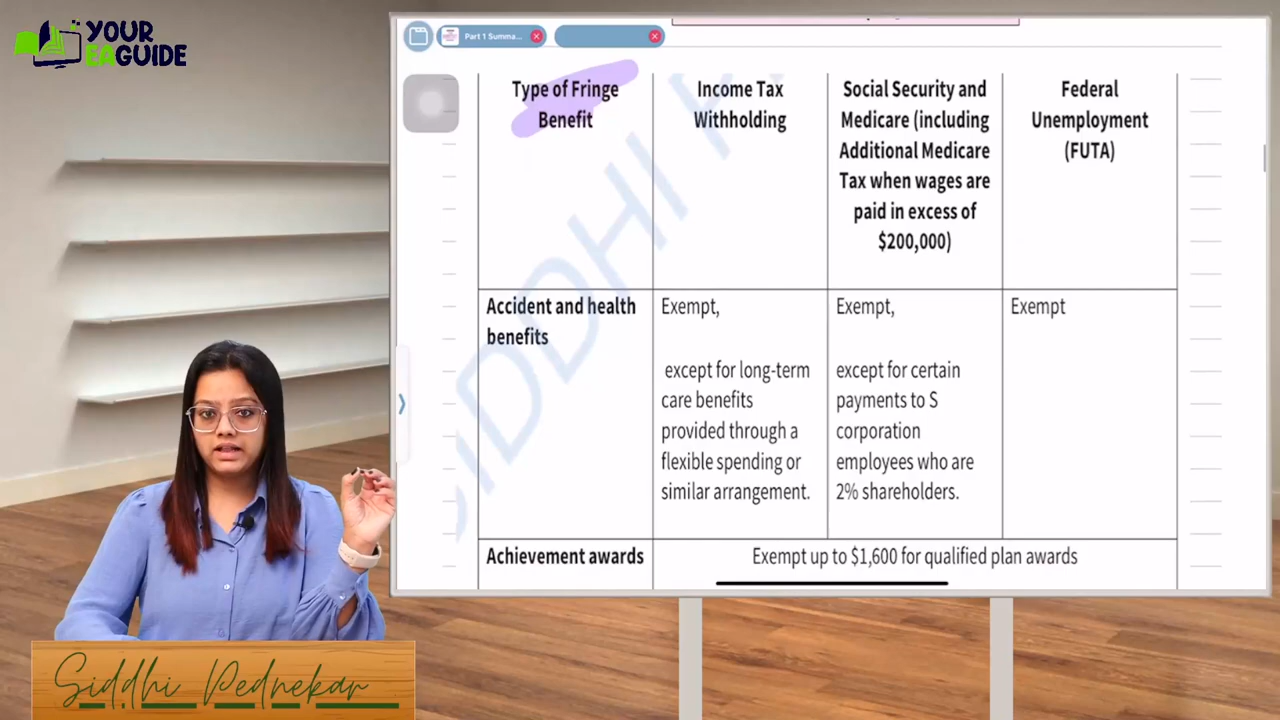 YOUR
EAGUIDE
Part 1 Summa...
Type of Fringe
Benefit
Income Tax
Withholding
Social Security and
Medicare (including
Additional Medicare
Tax when wages are
paid in excess of
$200,000)
Federal
Unemployment
(FUTA)
Accident and health
benefits
Exempt,
except for long-term
care benefits
provided through a
flexible spending or
similar arrangement.
Exempt,
except for certain
payments to S
corporation
employees who are
2% shareholders.
Exempt
Achievement awards
Exempt up to $1,600 for qualified plan awards
SIDDHI
Siddhi Pednekar